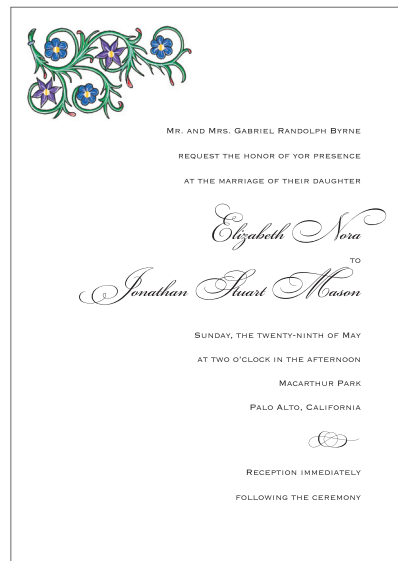 Mr. and Mrs. Gabriel Randolph Byrne
request the honor of yor presence
at the marriage of their daughter
Elizabeth Nora
to
Jonathan Stuart Mason
Sunday, the twenty-ninth of May
at two o'clock in the afternoon
Macarthur Park
Palo Alto, California
Reception immediately
following the ceremony